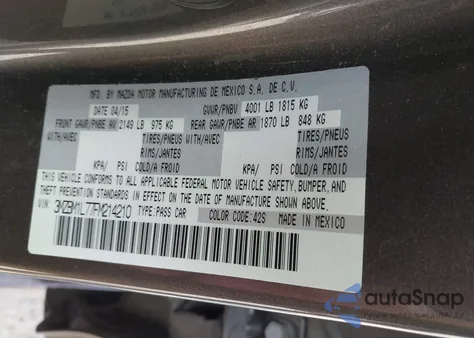 MFD. BY MAZDA MOTOR MANUFACTURING DE MEXICO S.A. DE C.V.
DATE 04/15 GVWR/PNBV 4001 LB 1815 KG
FRONT GAWR/PNBE AV 2149 LB 975 KG REAR GAWR/PNBE AR 1870 LB 848 KG
WITH/AVEC TIRES/PNEUS WITH/AVEC TIRES/PNEUS
RIMS/JANTES RIMS/JANTES
KPA/ PSI COLD/A FROID KPA/ PSI COLD/A FROID
THIS VEHICLE CONFORMS TO ALL APPLICABLE FEDERAL MOTOR VEHICLE SAFETY, BUMPER, AND
THEFT PREVENTION STANDARDS IN EFFECT ON THE DATE OF MANUFACTURE SHOWN ABOVE.
VIN: 3MZBM1L77FM214210 TYPE:PASS CAR COLOR CODE:42S MADE IN MEXICO
autoSnap